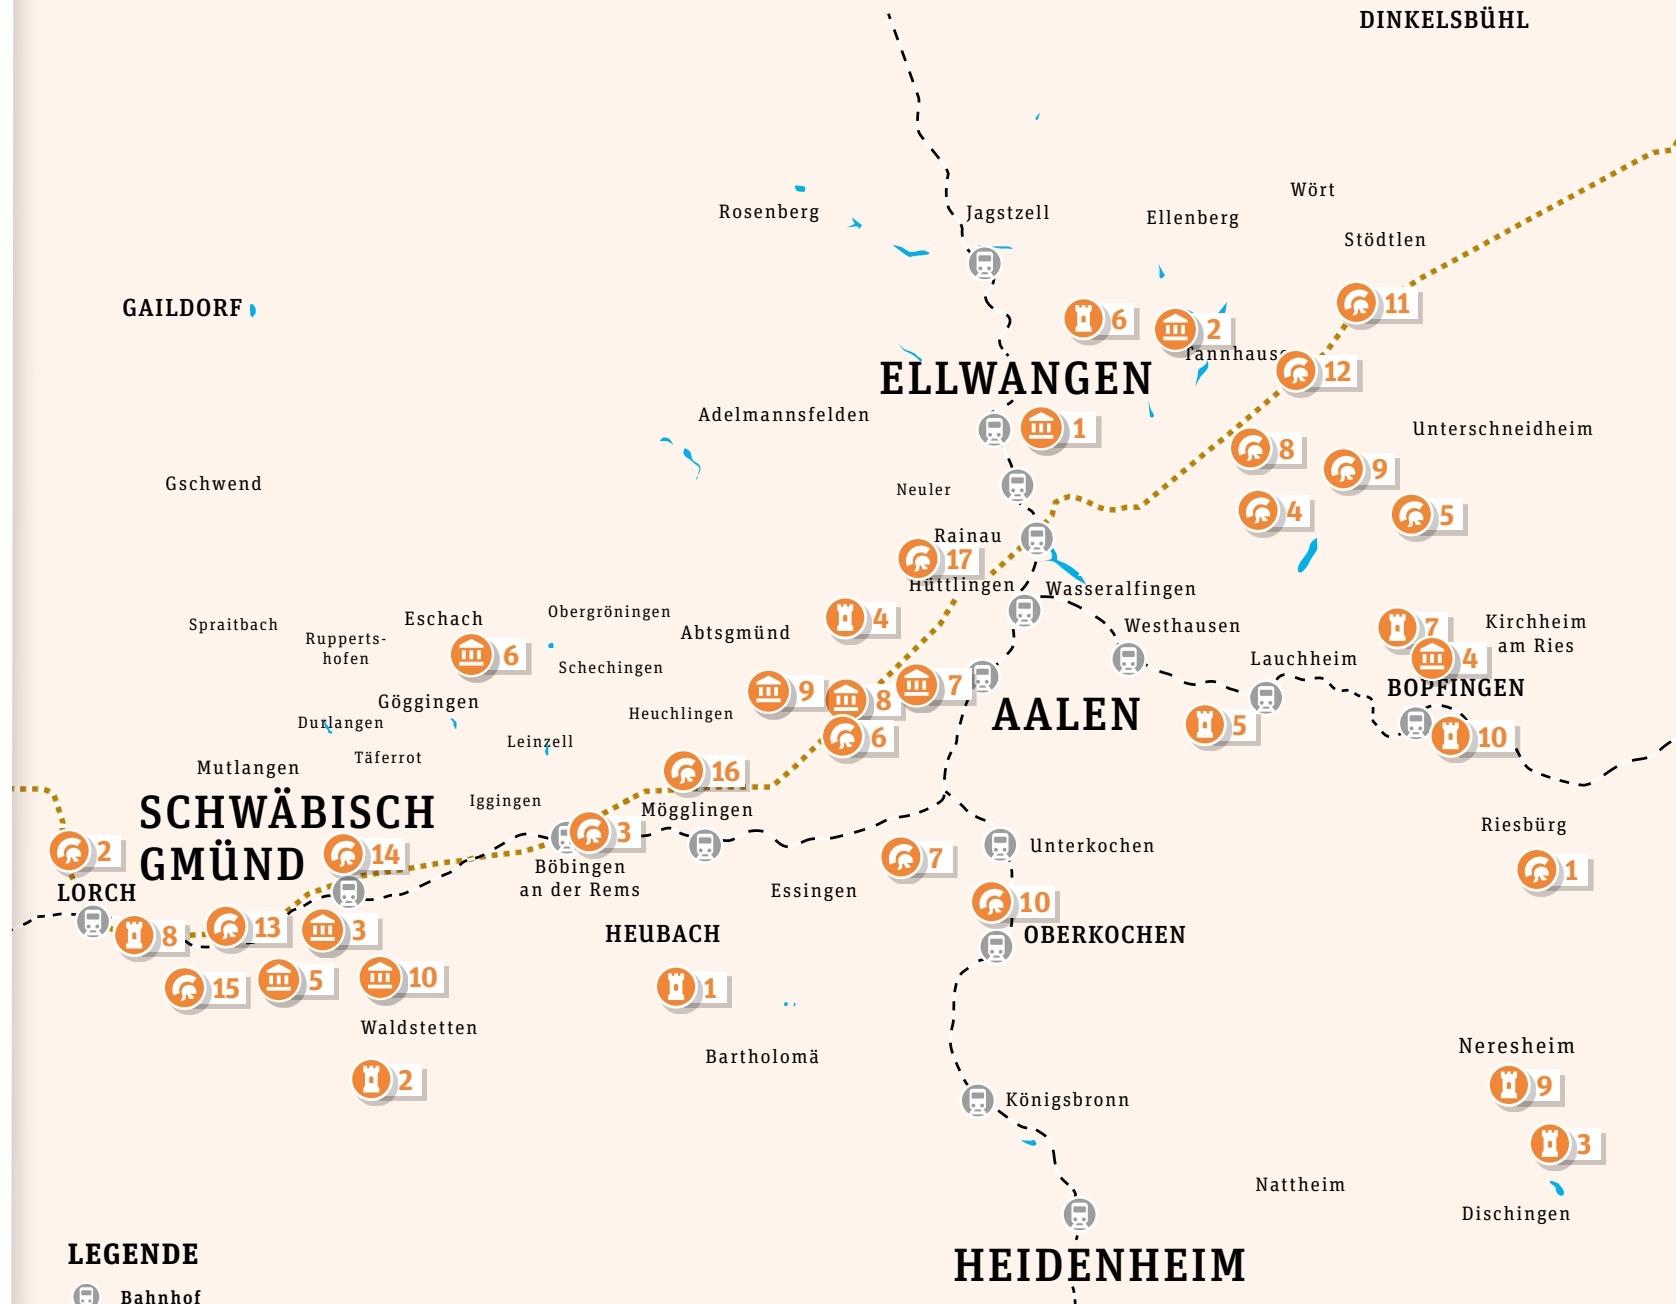 DINKELSBÜHL
Wört
Rosenberg
Jagstzell
Ellenberg
Stödtlen
GAILDORF
11
6
2
Tannhause
12
ELLWANGEN
Adelmannsfelden
1
Unterschneidheim
8
9
Gschwend
Neuler
4
5
Rainau
17
Hüttlingen
Wasseralfingen
Obergröningen
Eschach
4
Spraitbach
Westhausen
7
Kirchheim
am Ries
Rupperts-
hofen
Abtsgmünd
6
Schechingen
Lauchheim
4
BOPFINGEN
Göggingen
9
8
7
Durlangen
Heuchlingen
AALEN
5
10
Leinzell
6
Täferrot
Mutlangen
16
Iggingen
Mögglingen
SCHWÄBISCH
GMÜND
3
Riesbürg
2
14
Unterkochen
7
1
Böbingen
an der Rems
Essingen
LORCH
10
8
13
3
HEUBACH
OBERKOCHEN
15
5
10
1
Waldstetten
Bartholomä
Neresheim
2
9
Königsbronn
3
Nattheim
Dischingen
LEGENDE
HEIDENHEIM
Bahnhof